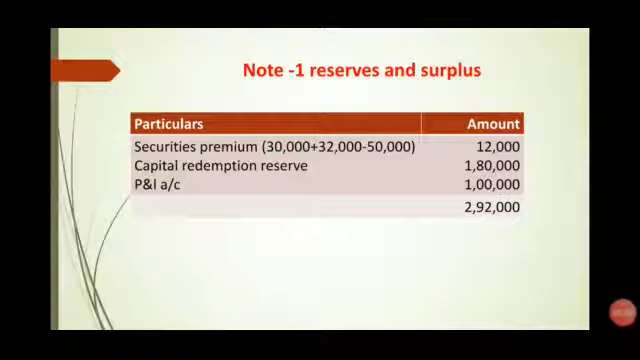 Note -1 reserves and surplus
Particulars Amount
Securities premium (30,000+32,000-50,000) 12,000
Capital redemption reserve 1,80,000
P&l a/c 1,00,000
2,92,000